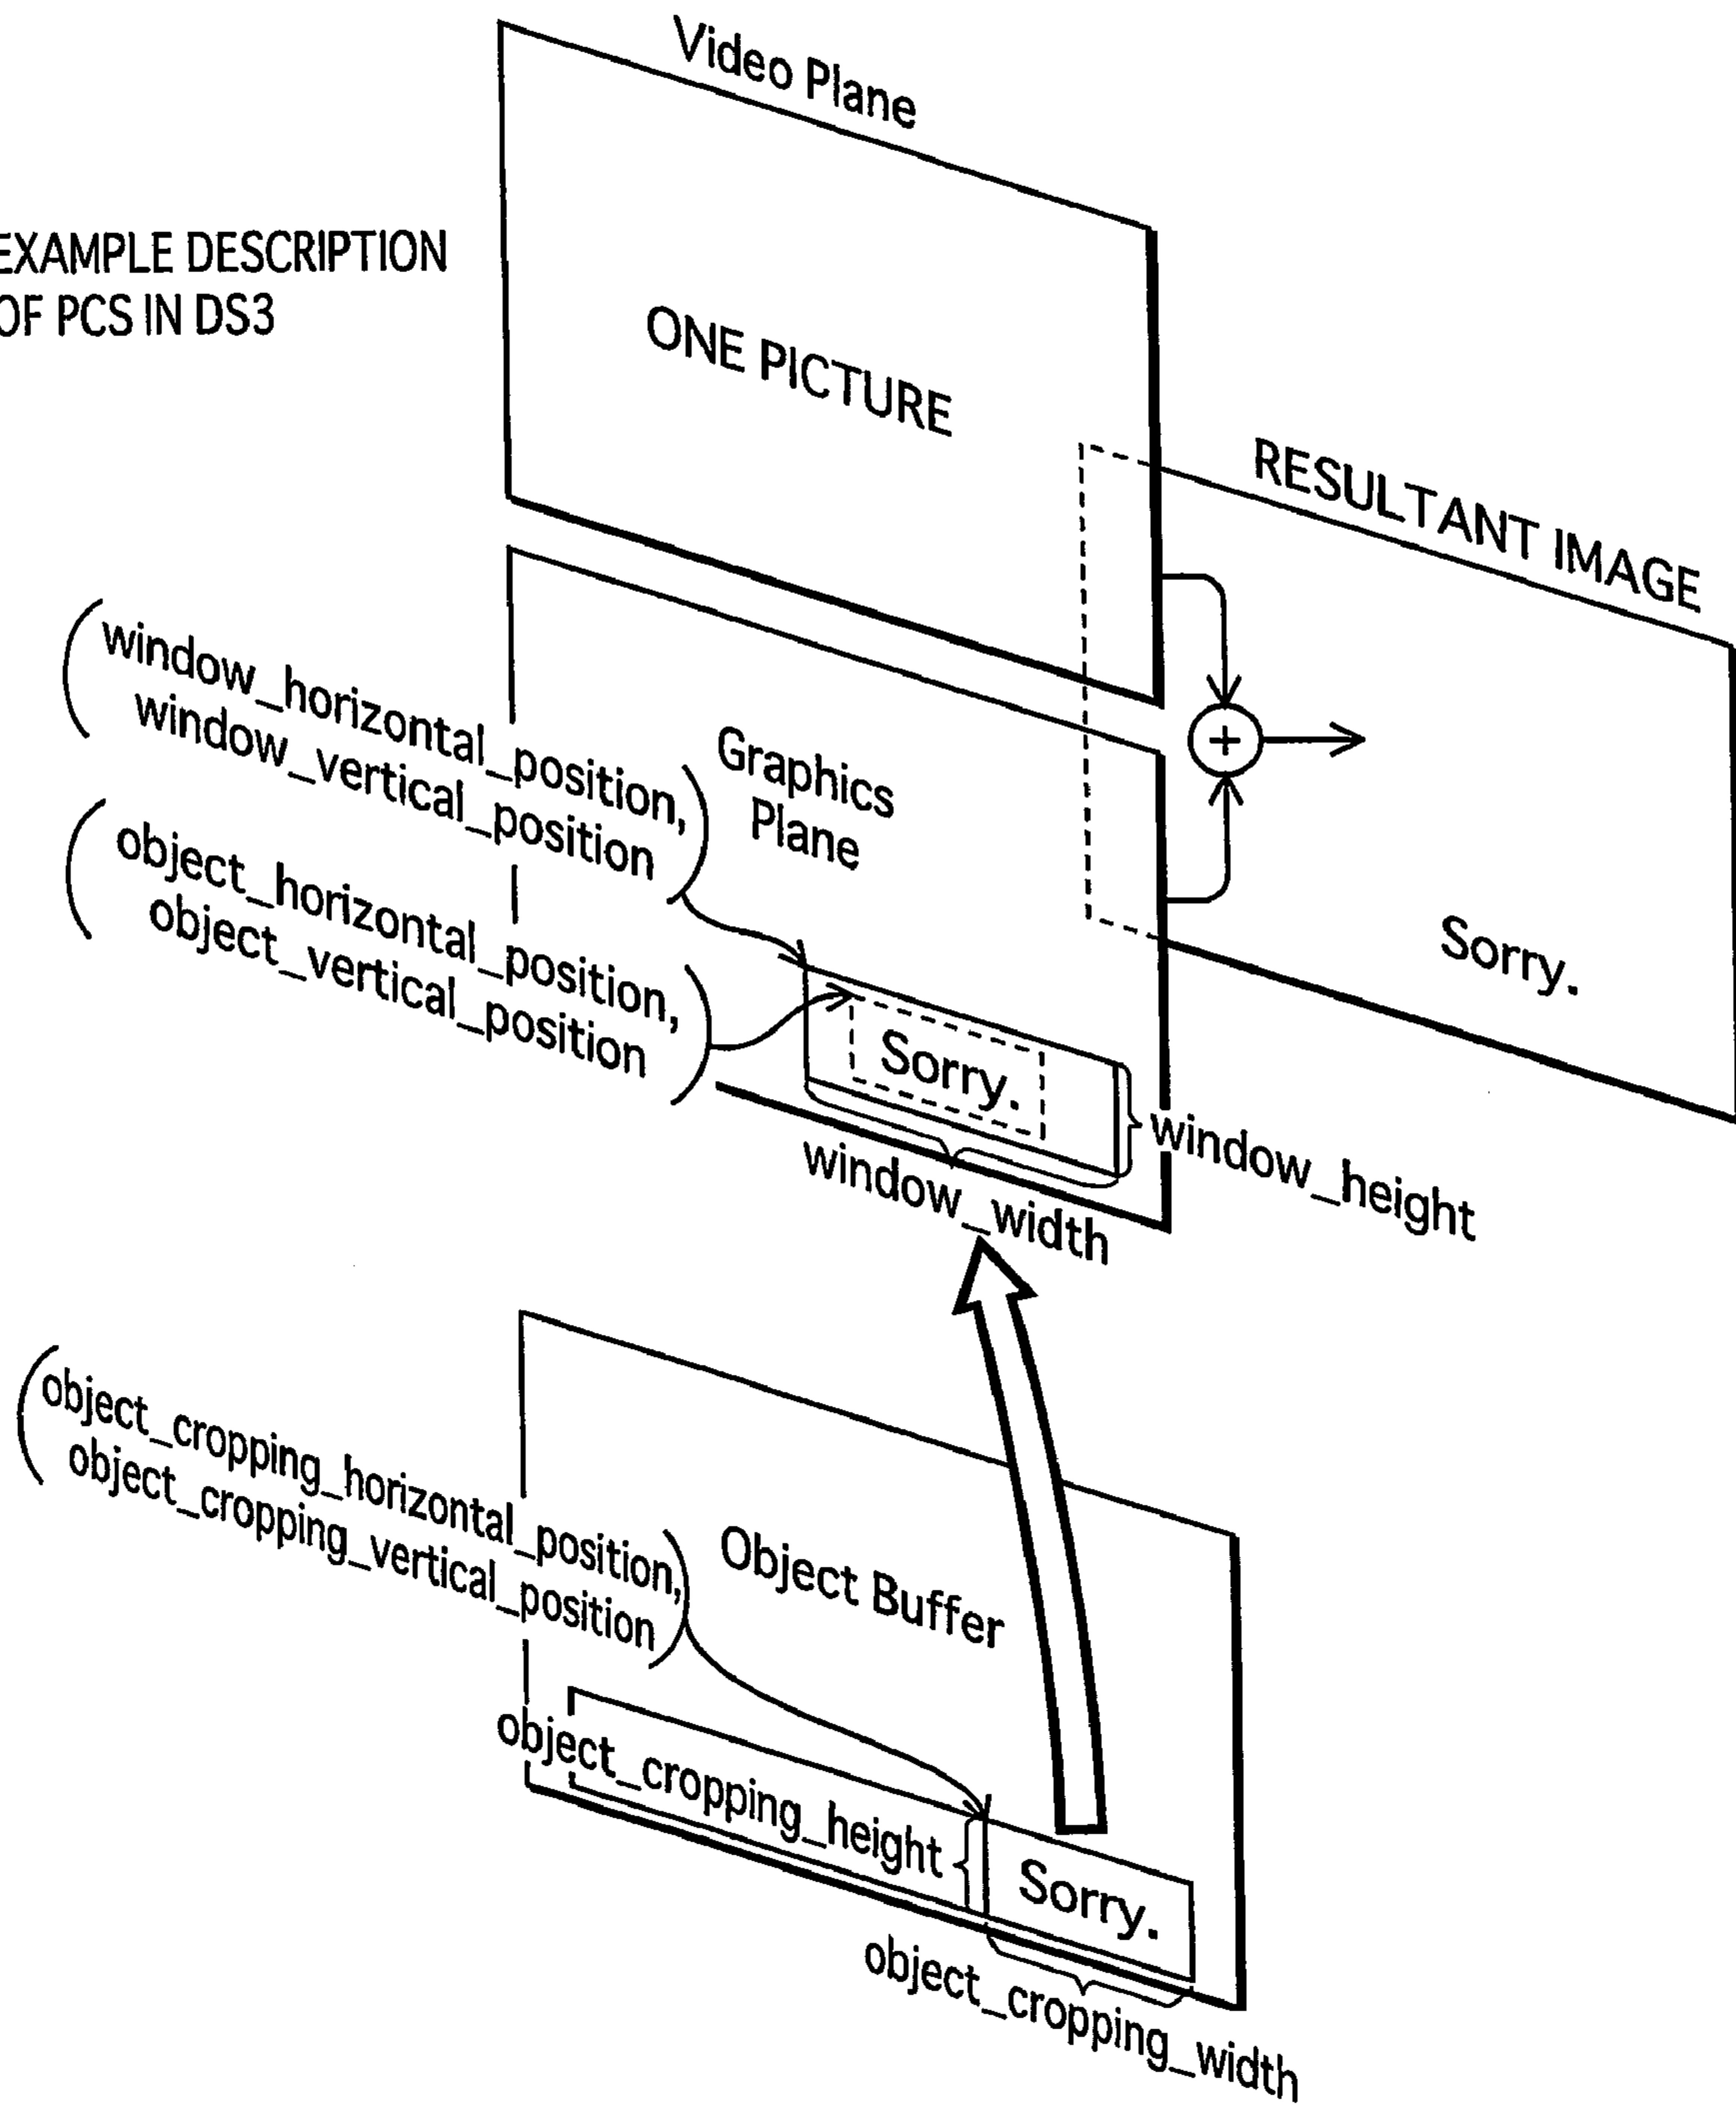 Video Plane
EXAMPLE DESCRIPTION
OF PCS IN DS3
ONE PICTURE
RESULTANT IMAGE
(window_horizontal_position,
window_vertical_position)
Graphics
Plane
(object_horizontal_position,
object_vertical_position)
+
Sorry.
Sorry.
window_height
window_width
(object_cropping_horizontal_position,
object_cropping_vertical_position)
Object Buffer
object_cropping_height
Sorry.
object_cropping_width